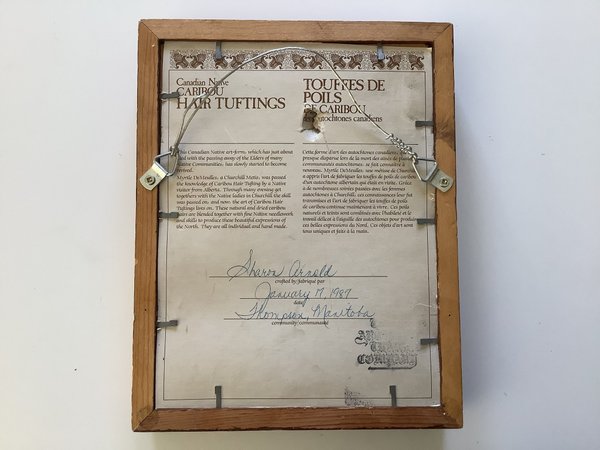 Canadian Native
CARIBOU
HAIR TUFTINGS
This Canadian Native art-form, which has just about
died with the passing away of the Elders of many
Native Communities, has slowly started to become
revived.
Myrtle DeMeulles, a Churchill Metis, was passed
the knowledge of Caribou Hair Tufting by a Native
visitor from Alberta. Through many evening get
togethers with the Native ladies in Churchill the skill
was passed on, and now, the art of Caribou Hair
Tuftings lives on. These natural and dried caribou
hairs are blended together with fine Native needlework
and skills to produce these beautiful expressions of
the North. They are all individual and hand made.
TOUFFES DE
POILS
DE CARIBOU
des autochtones canadiens
Cette forme d'art des autochtones canadiens, qui
presque disparue lors de la mort des aînés de
communautés autochtones, se fait connaître à
nouveau. Myrtle DeMeulles, une métisse de Churchill
a appris l'art de fabriquer les touffes de poils de caribou
d'un autochtone albertain qui était en visite. Grâce
à de nombreuses soirées passées avec les femmes
autochtones à Churchill, ces connaissances leur fut
transmises et l'art de fabriquer les touffes de poils
de caribou continue maintenant à vivre. Ces poils
naturels et teints sont combinés avec l'habileté et le
travail délicat à l'aiguille des autochtones pour produire
ces belles expressions du Nord. Ces objets d'art sont
tous uniques et faits à la main.
Sharon Arnold
crafted by/fabriqué par
January 17, 1987
date
Thompson, Manitoba
community/communauté
COMPANY